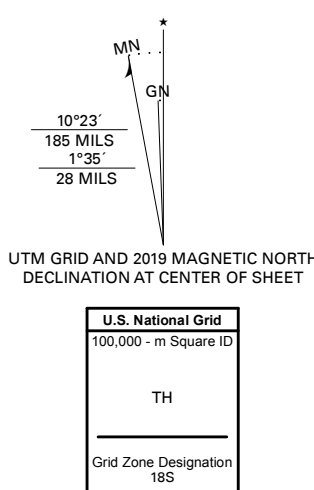 ★
MN
GN
10°23´
185 MILS
1°35´
28 MILS
UTM GRID AND 2019 MAGNETIC NORTH
DECLINATION AT CENTER OF SHEET
U.S. National Grid
100,000 - m Square ID
TH
Grid Zone Designation
18S